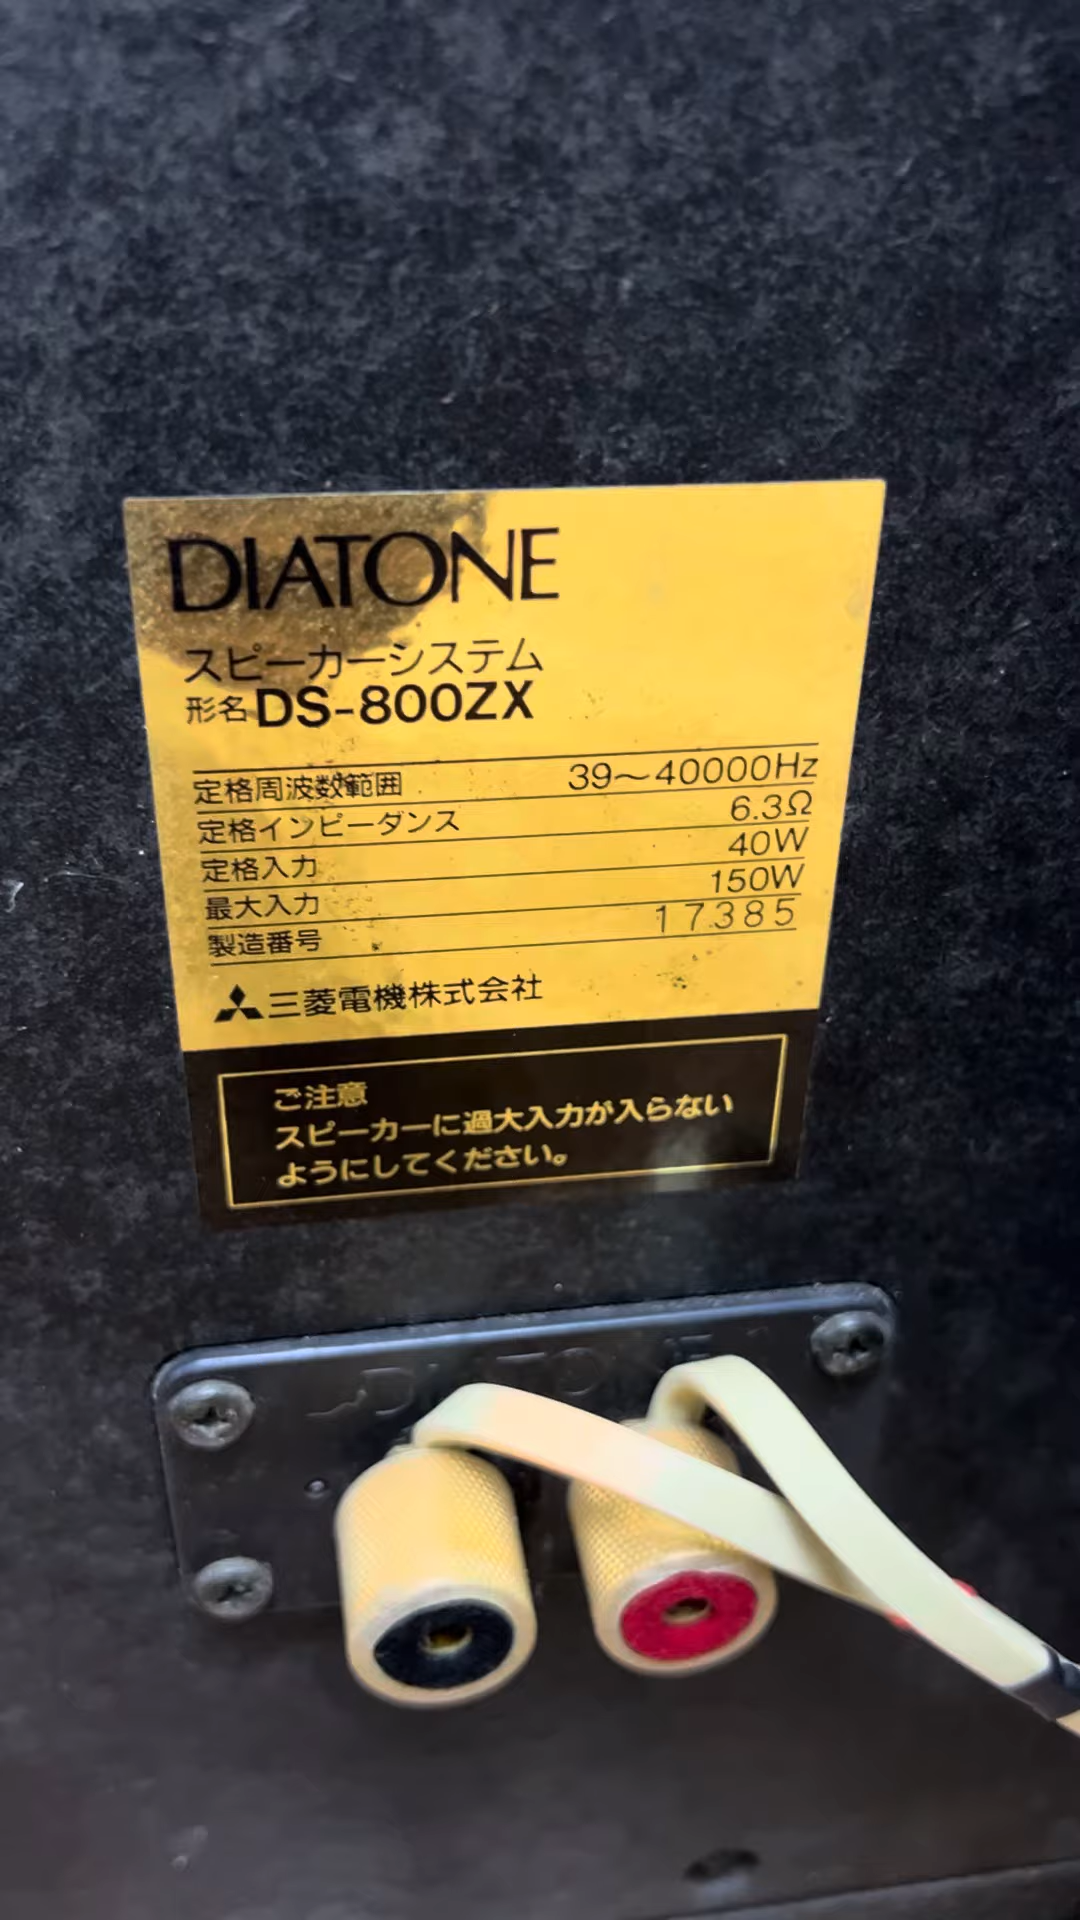 DIATONE
スピーカーシステム
形名 DS-800ZX
定格周波数範囲 39〜40000Hz
定格インピーダンス 6.3Ω
定格入力 40W
最大入力 150W
製造番号 17385
三菱電機株式会社
ご注意
スピーカーに過大入力が入らない
ようにしてください。
DIATONE